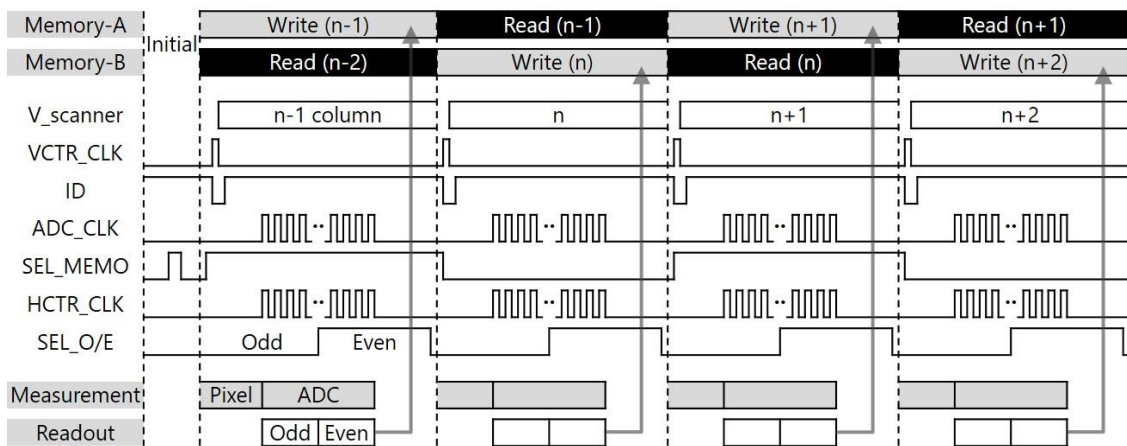 Memory-A Initial Write (n-1) Read (n-1) Write (n+1) Read (n+1)
Memory-B Read (n-2) Write (n) Read (n) Write (n+2)
V_scanner n-1 column n n+1 n+2
VCTR_CLK
ID
ADC_CLK
SEL_MEMO
HCTR_CLK
SEL_O/E Odd Even
Measurement Pixel ADC
Readout Odd Even